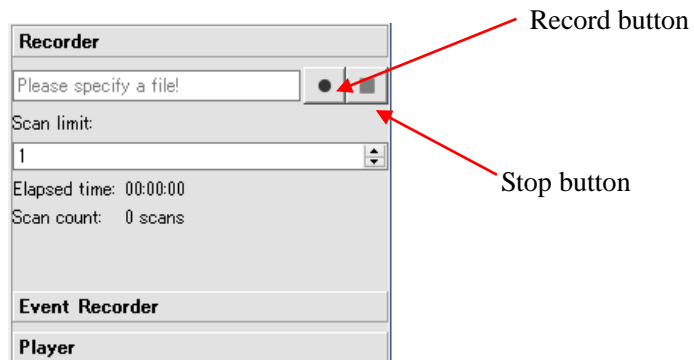 Record button
Recorder
Please specify a file!
Scan limit:
1
Elapsed time: 00:00:00
Stop button
Scan count: 0 scans
Event Recorder
Player